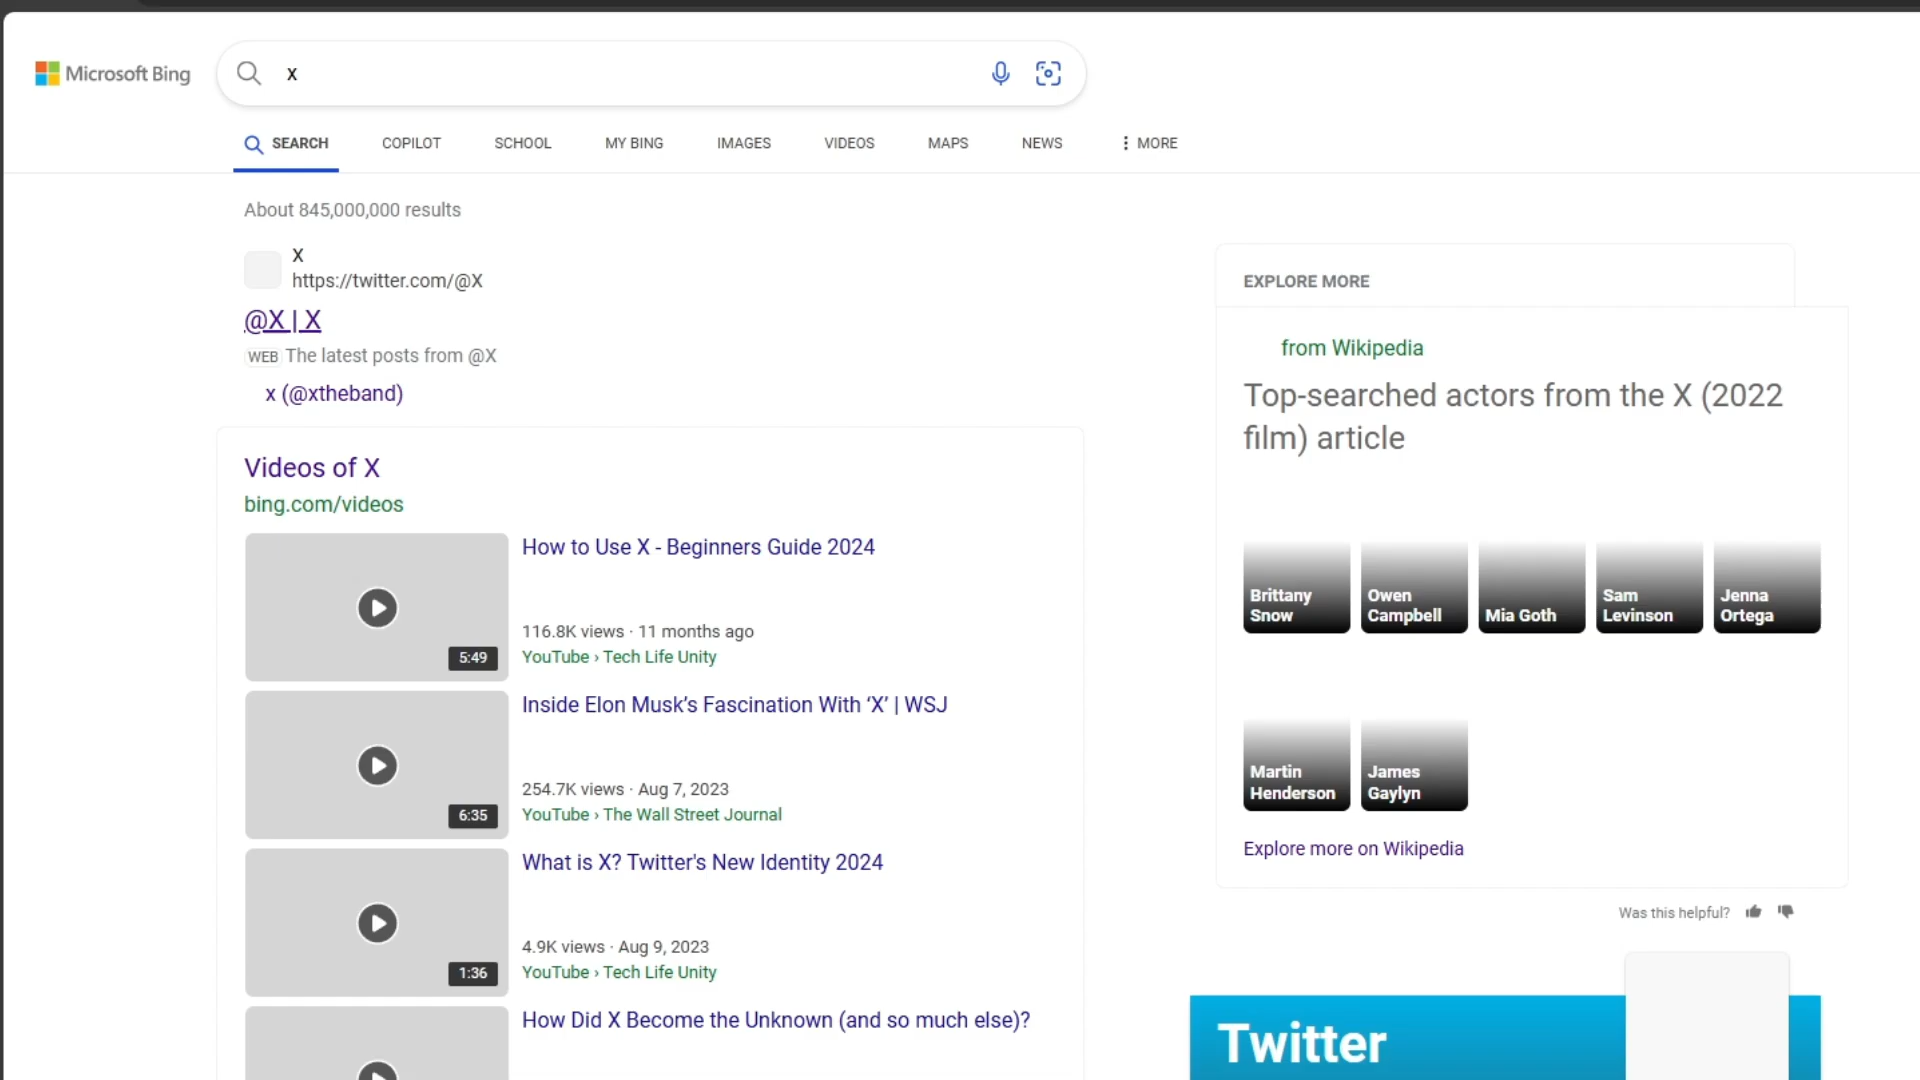 Microsoft Bing
x
SEARCH
COPILOT
SCHOOL
MY BING
IMAGES
VIDEOS
MAPS
NEWS
MORE
About 845,000,000 results
X
https://twitter.com/@X
@X | X
WEB The latest posts from @X
x (@xtheband)
Videos of X
bing.com/videos
How to Use X - Beginners Guide 2024
116.8K views · 11 months ago
YouTube › Tech Life Unity
5:49
Inside Elon Musk’s Fascination With ‘X’ | WSJ
254.7K views · Aug 7, 2023
YouTube › The Wall Street Journal
6:35
What is X? Twitter's New Identity 2024
4.9K views · Aug 9, 2023
YouTube › Tech Life Unity
1:36
How Did X Become the Unknown (and so much else)?
EXPLORE MORE
from Wikipedia
Top-searched actors from the X (2022
film) article
Brittany
Snow
Owen
Campbell
Mia Goth
Sam
Levinson
Jenna
Ortega
Martin
Henderson
James
Gaylyn
Explore more on Wikipedia
Was this helpful?
Twitter